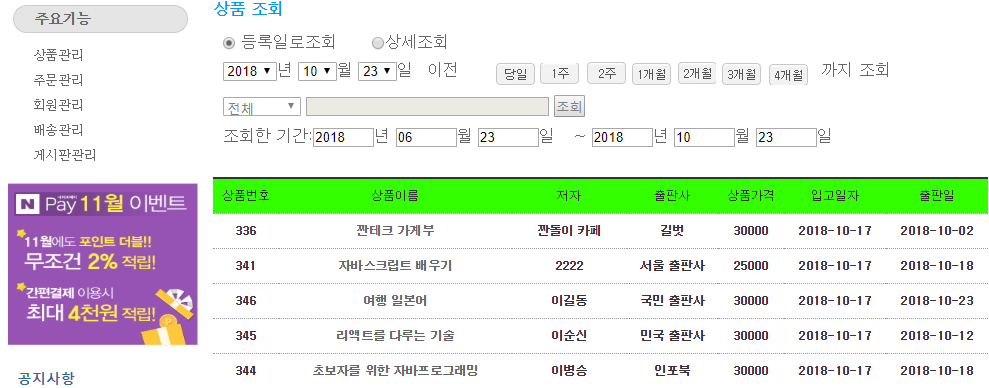 주요기능
상품관리
주문관리
회원관리
배송관리
게시판관리
N Pay 11월 이벤트
11월에도 포인트 더블!!
무조건 2% 적립!
간편결제 이용시
최대 4천원 적립!
공지사항
상품 조회
등록일로조회 상세조회
2018 년 10 월 23 일 이전 당일 1주 2주 1개월 2개월 3개월 4개월 까지 조회
전체 조회
조회한 기간: 2018 년 06 월 23 일 ~ 2018 년 10 월 23 일
상품번호 상품이름 저자 출판사 상품가격 입고일자 출판일
336 짠테크 가계부 짠돌이 카페 길벗 30000 2018-10-17 2018-10-02
341 자바스크립트 배우기 2222 서울 출판사 25000 2018-10-17 2018-10-18
346 여행 일본어 이길동 국민 출판사 30000 2018-10-17 2018-10-23
345 리액트를 다루는 기술 이순신 민국 출판사 30000 2018-10-17 2018-10-12
344 초보자를 위한 자바프로그래밍 이병승 인포북 30000 2018-10-17 2018-10-18